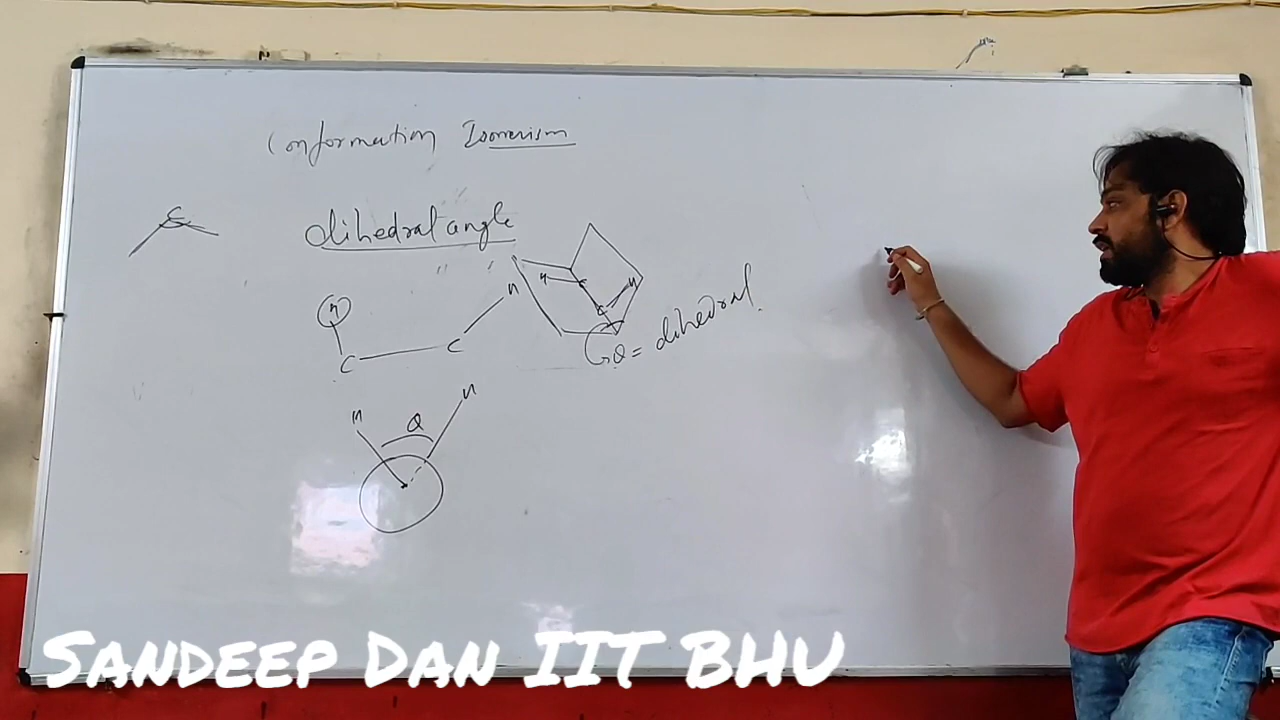 Conformation Isomerism
C
dihedral angle
H
H
C
C
H
C
C
H
θ = dihedral
H
H
θ
SANDEEP DAN IIT BHU